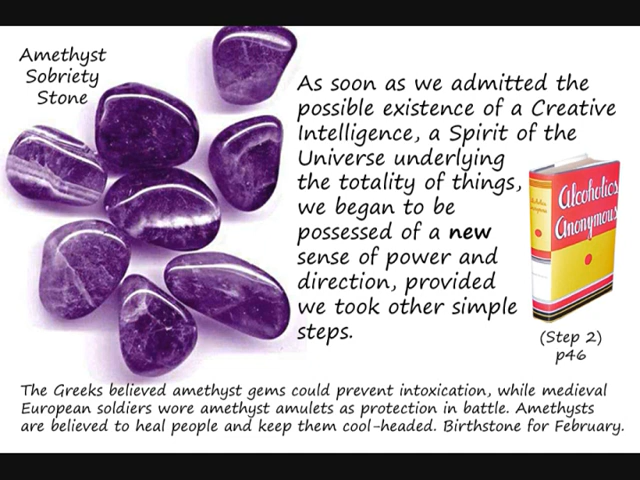 Amethyst
Sobriety
Stone
As soon as we admitted the
possible existence of a Creative
Intelligence, a Spirit of the
Universe underlying
the totality of things,
we began to be
possessed of a new
sense of power and
direction, provided
we took other simple
steps.
Alcoholics
Anonymous
(Step 2)
p46
The Greeks believed amethyst gems could prevent intoxication, while medieval
European soldiers wore amethyst amulets as protection in battle. Amethysts
are believed to heal people and keep them cool-headed. Birthstone for February.